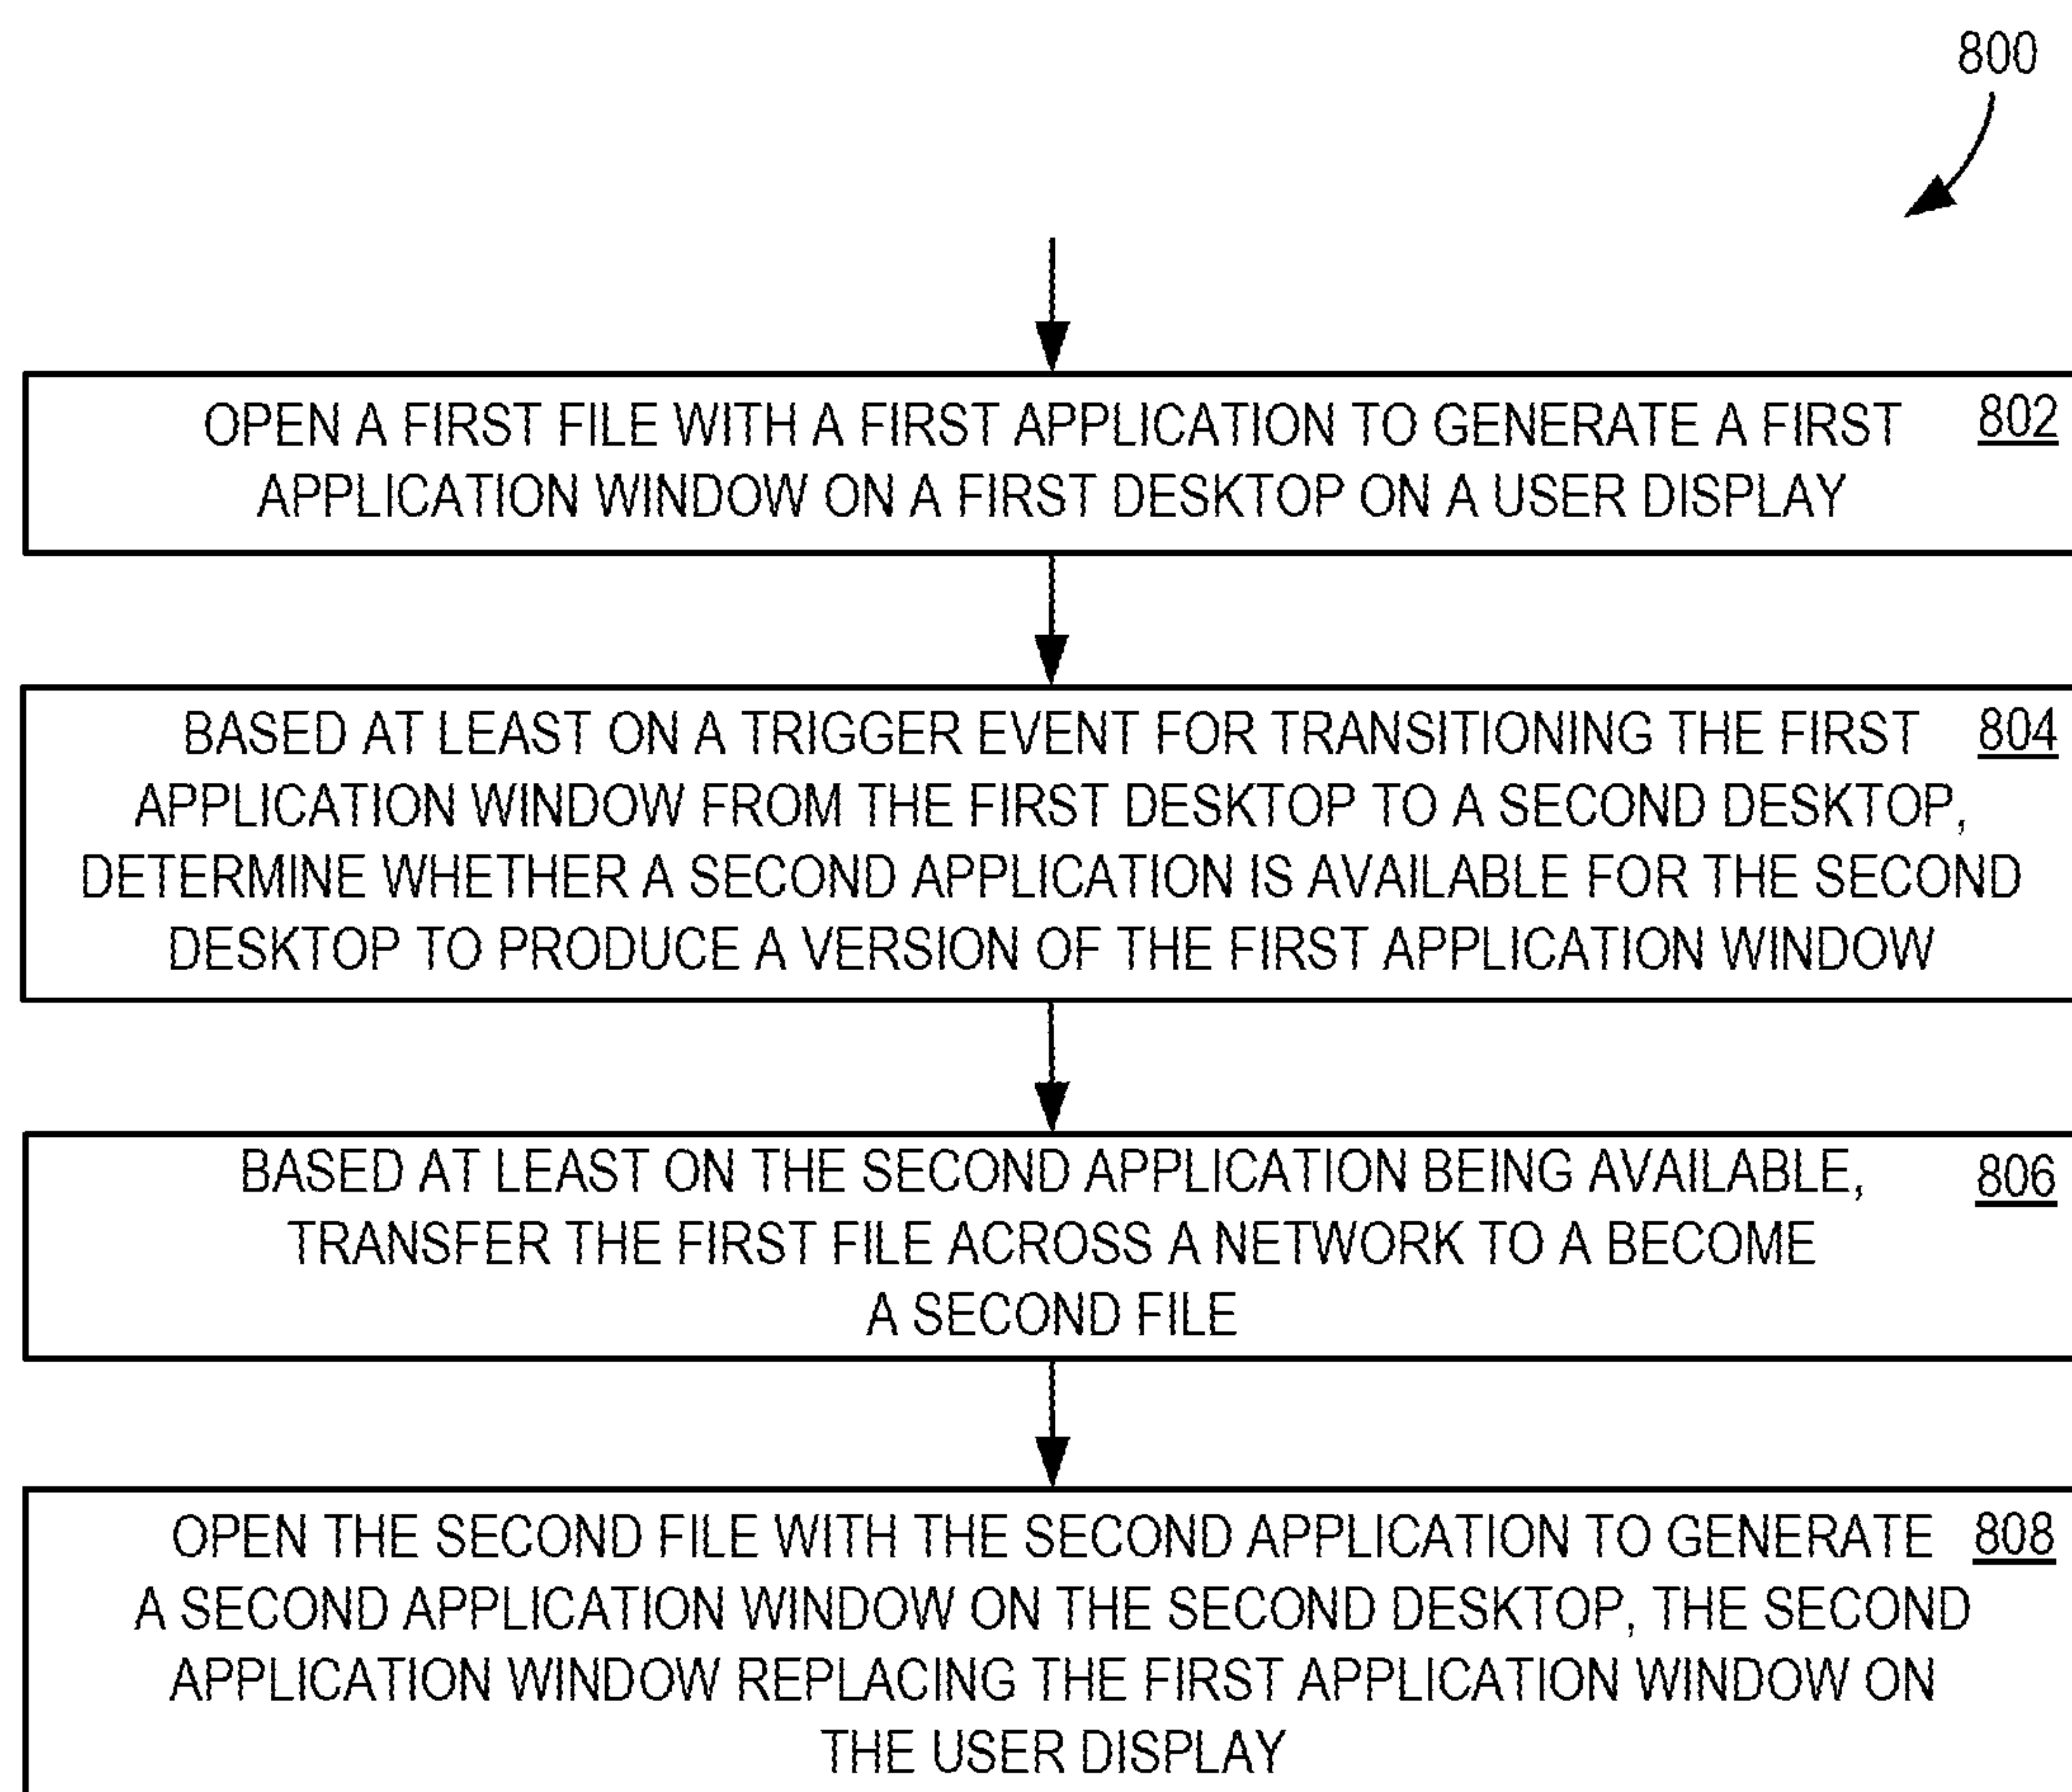 800
OPEN A FIRST FILE WITH A FIRST APPLICATION TO GENERATE A FIRST 802
APPLICATION WINDOW ON A FIRST DESKTOP ON A USER DISPLAY
BASED AT LEAST ON A TRIGGER EVENT FOR TRANSITIONING THE FIRST 804
APPLICATION WINDOW FROM THE FIRST DESKTOP TO A SECOND DESKTOP,
DETERMINE WHETHER A SECOND APPLICATION IS AVAILABLE FOR THE SECOND
DESKTOP TO PRODUCE A VERSION OF THE FIRST APPLICATION WINDOW
BASED AT LEAST ON THE SECOND APPLICATION BEING AVAILABLE, 806
TRANSFER THE FIRST FILE ACROSS A NETWORK TO A BECOME
A SECOND FILE
OPEN THE SECOND FILE WITH THE SECOND APPLICATION TO GENERATE 808
A SECOND APPLICATION WINDOW ON THE SECOND DESKTOP, THE SECOND
APPLICATION WINDOW REPLACING THE FIRST APPLICATION WINDOW ON
THE USER DISPLAY